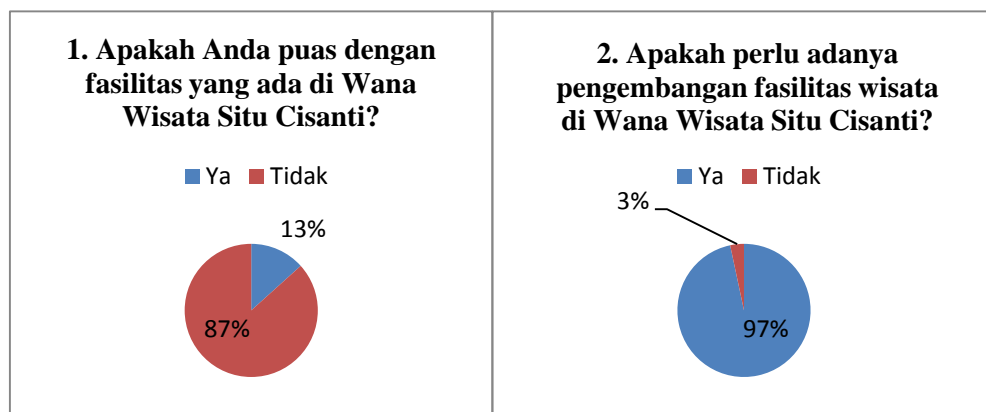 1. Apakah Anda puas dengan
fasilitas yang ada di Wana
Wisata Situ Cisanti?
Ya Tidak
13%
87%
2. Apakah perlu adanya
pengembangan fasilitas wisata
di Wana Wisata Situ Cisanti?
Ya Tidak
3%
97%